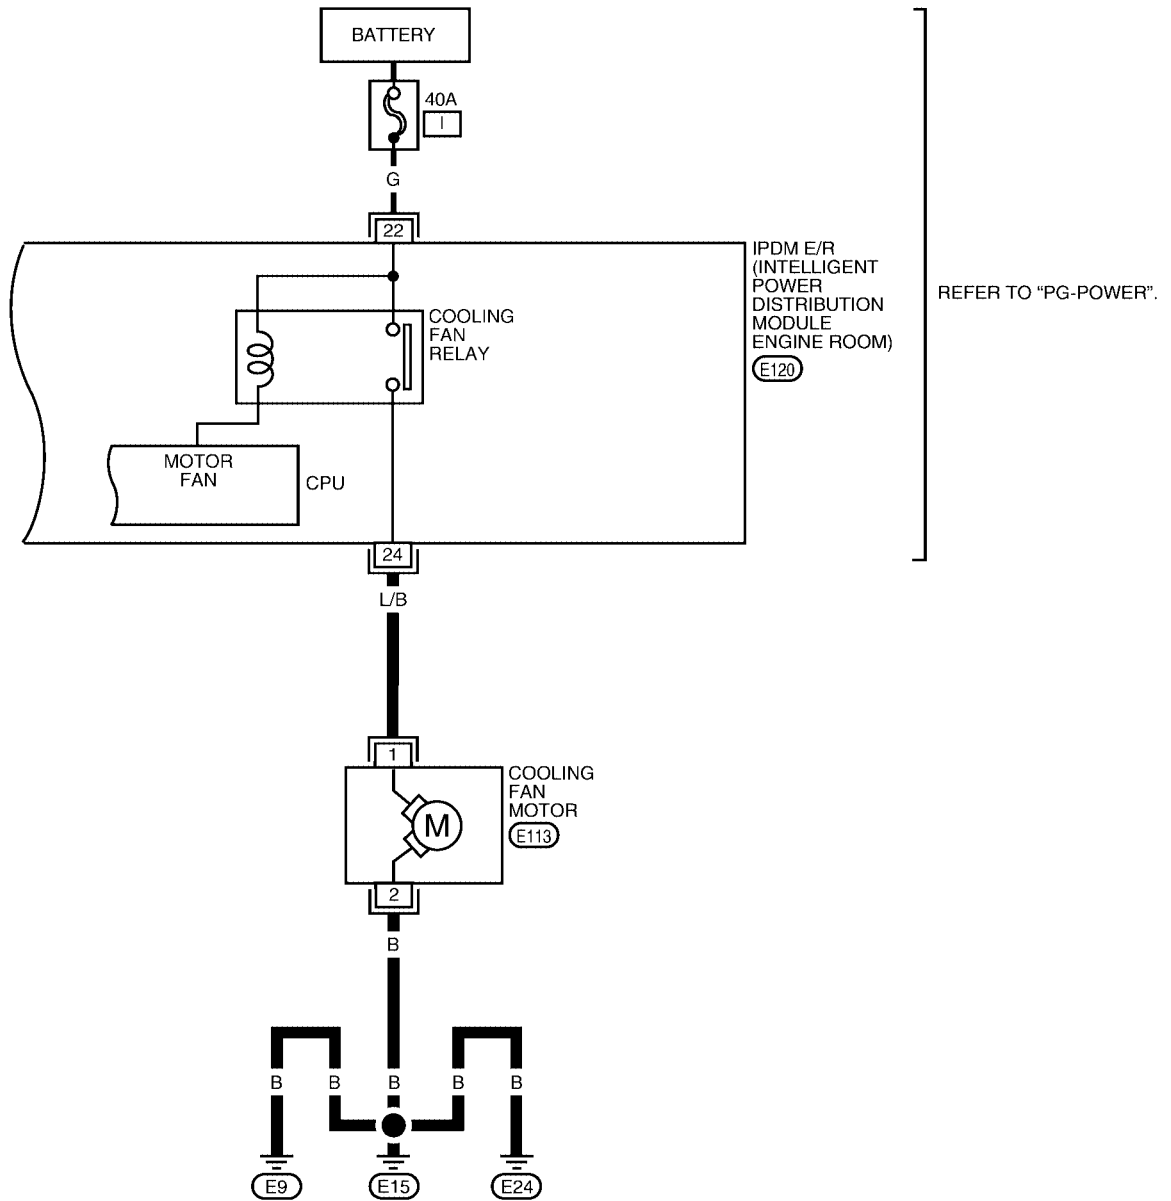 BATTERY
40A
I
G
22
IPDM E/R
(INTELLIGENT
POWER
DISTRIBUTION
MODULE
ENGINE ROOM)
E120
REFER TO “PG-POWER”.
COOLING
FAN
RELAY
MOTOR
FAN
CPU
24
L/B
1
COOLING
FAN
MOTOR
E113
M
2
B
B B B B B
E9 E15 E24